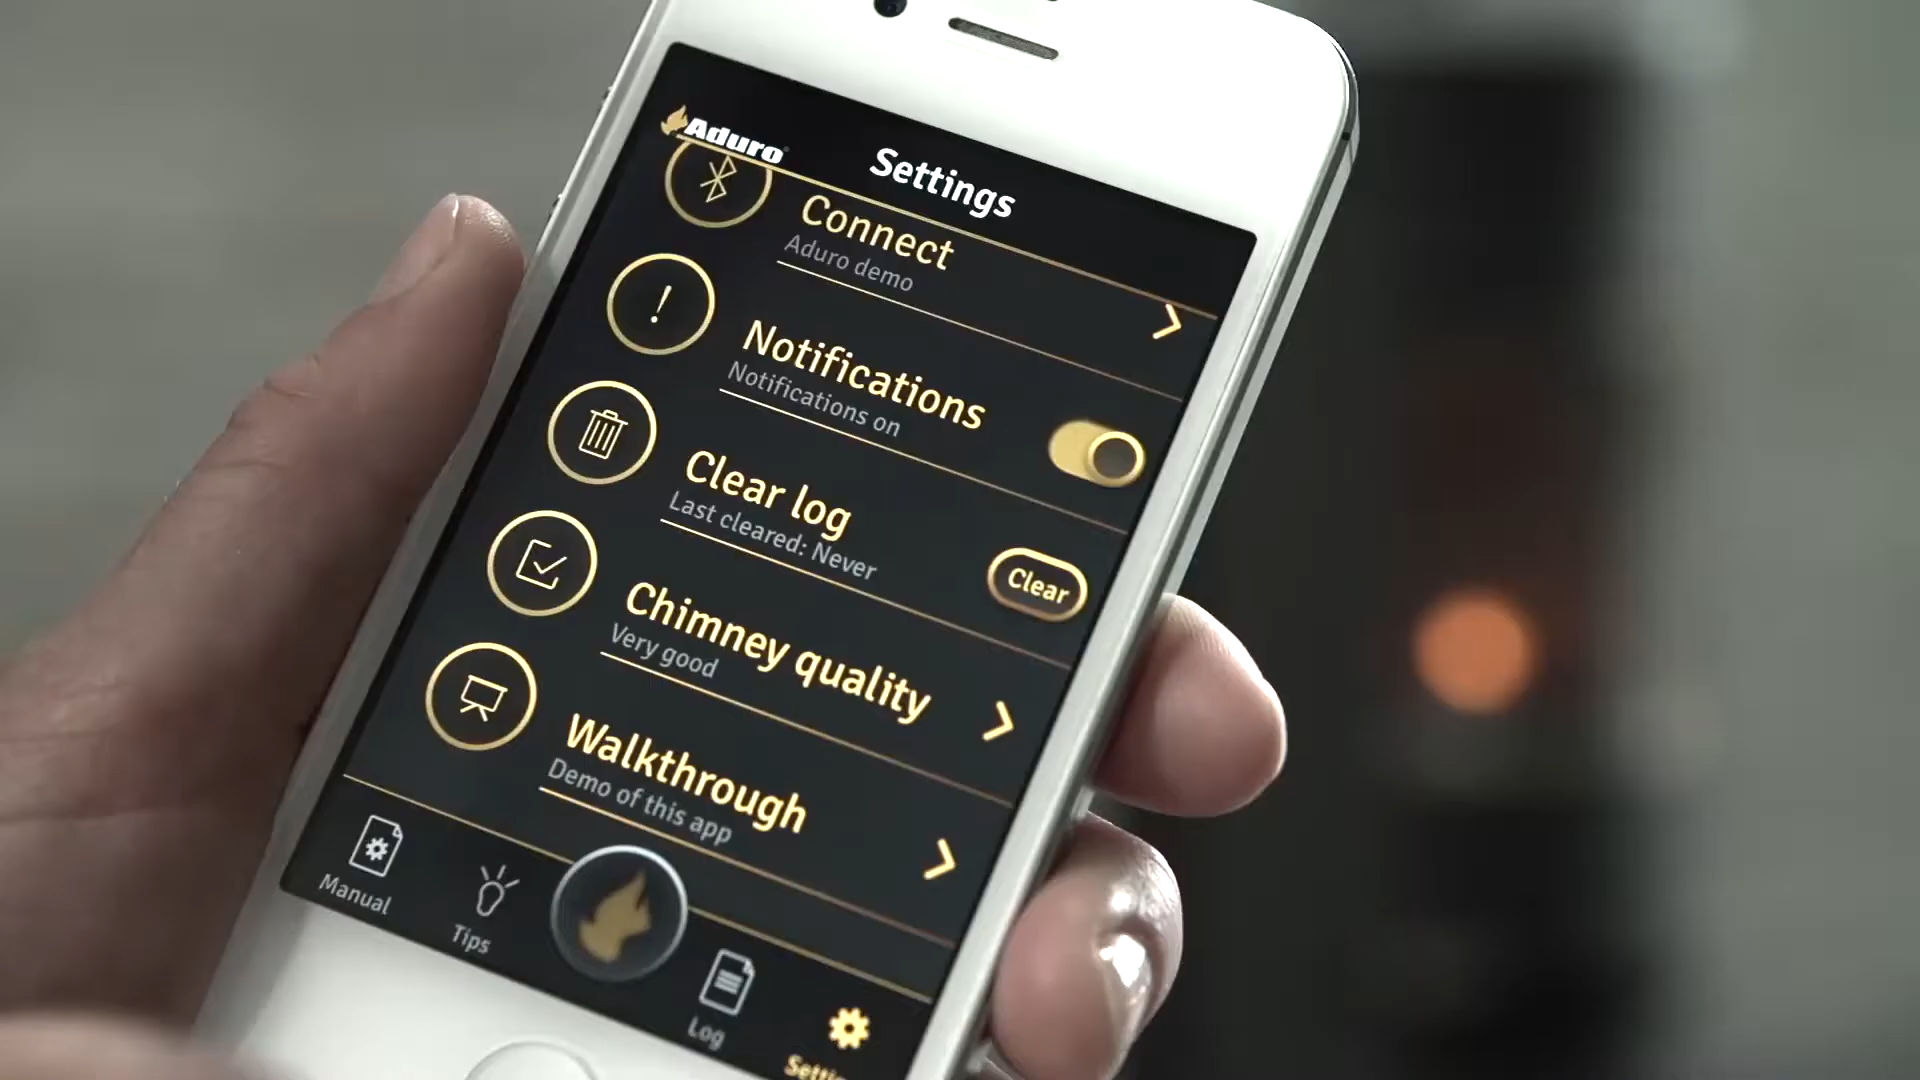 Aduro
Settings
Connect
Aduro demo
Notifications
Notifications on
Clear log
Last cleared: Never
Clear
Chimney quality
Very good
Walkthrough
Demo of this app
Manual
Tips
Log